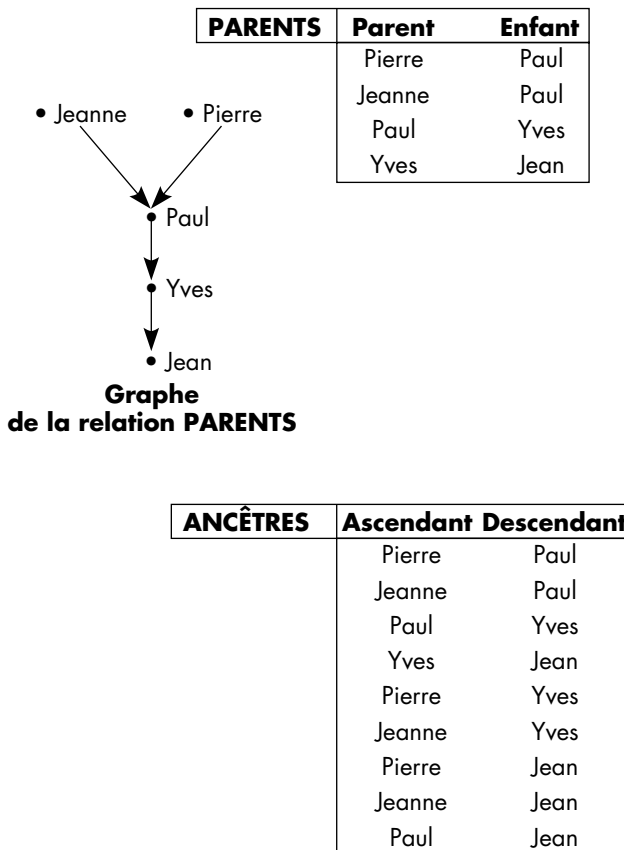 PARENTS Parent Enfant
Pierre Paul
Jeanne Paul
Paul Yves
Yves Jean
• Jeanne • Pierre
• Paul
• Yves
• Jean
Graphe
de la relation PARENTS
ANCÊTRES Ascendant Descendant
Pierre Paul
Jeanne Paul
Paul Yves
Yves Jean
Pierre Yves
Jeanne Yves
Pierre Jean
Jeanne Jean
Paul Jean